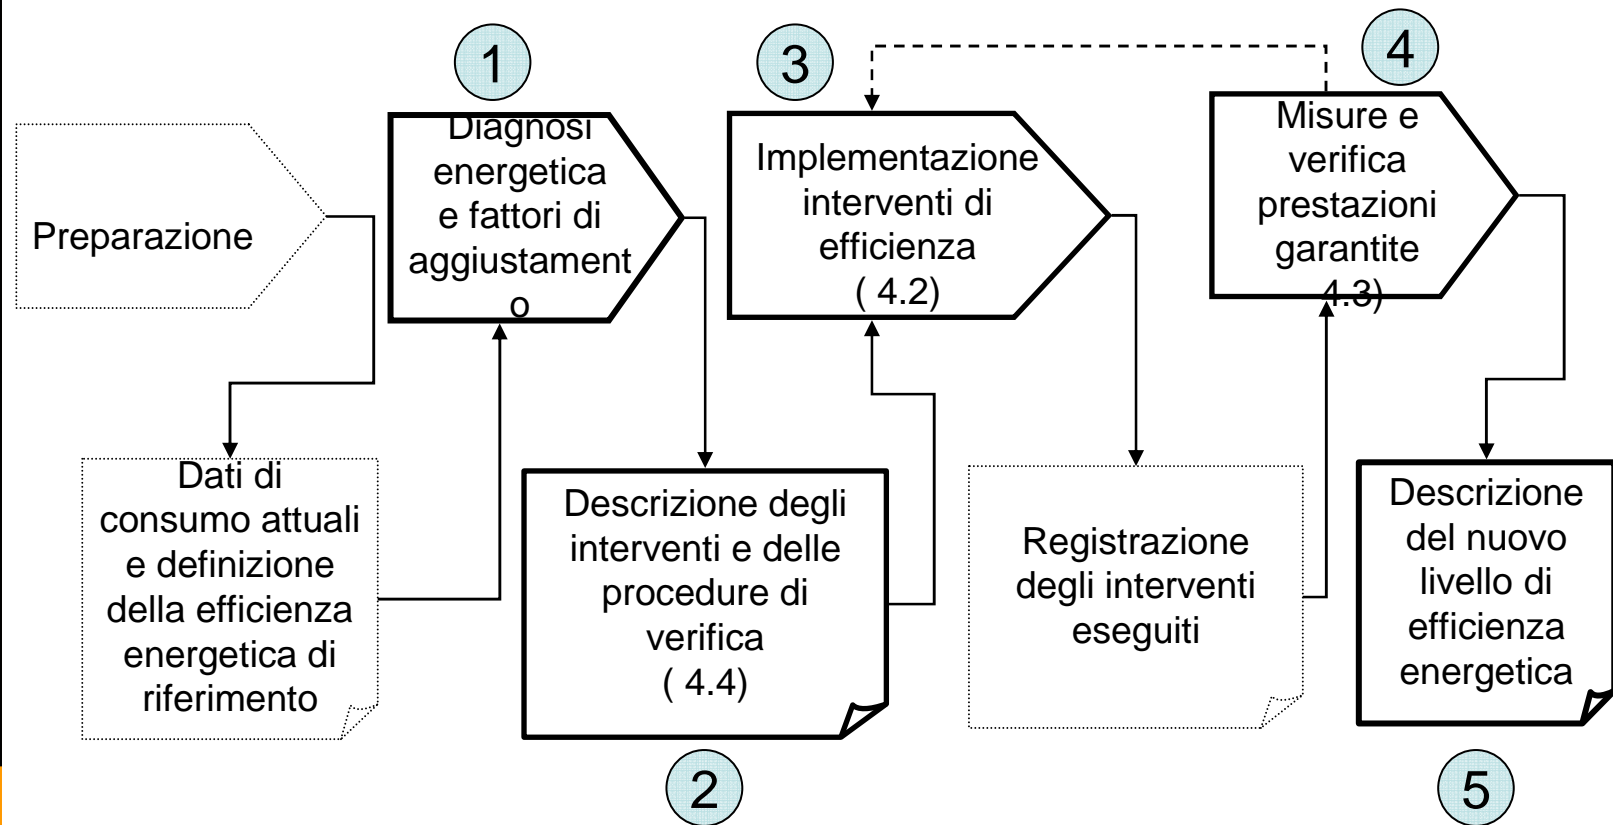 1
3
4
Preparazione
Diagnosi
energetica
e fattori di
aggiustament
o
Implementazione
interventi di
efficienza
( 4.2)
Misure e
verifica
prestazioni
garantite
4.3)
Dati di
consumo attuali
e definizione
della efficienza
energetica di
riferimento
Descrizione degli
interventi e delle
procedure di
verifica
( 4.4)
Registrazione
degli interventi
eseguiti
Descrizione
del nuovo
livello di
efficienza
energetica
2
5